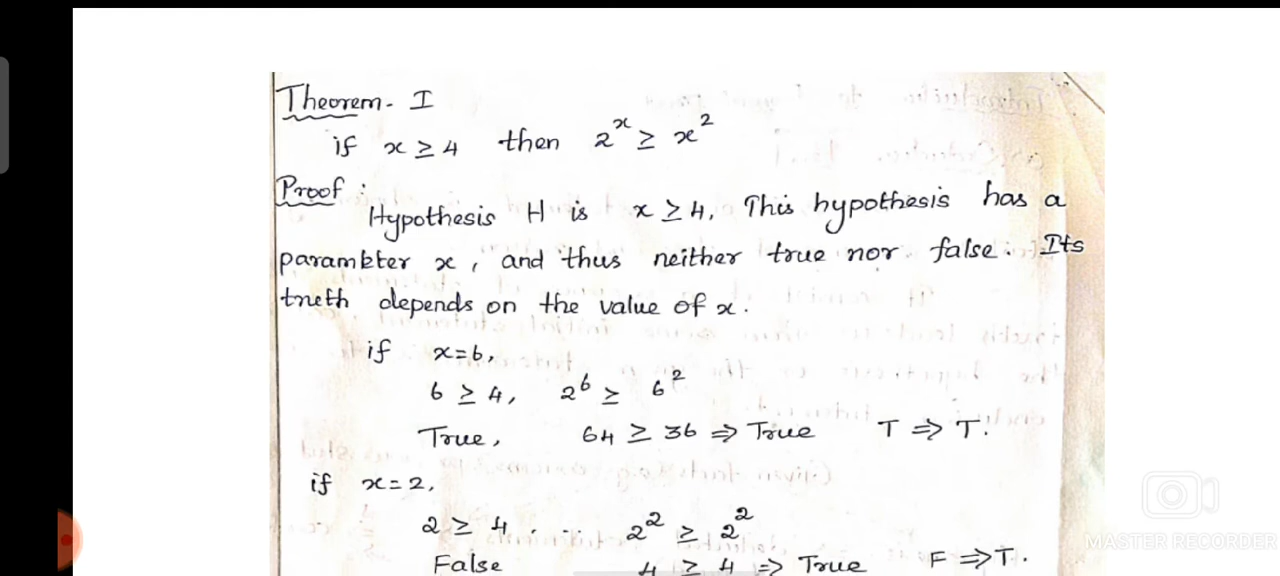 Theorem - I
if x ≥ 4 then 2^x ≥ x^2
Proof :
Hypothesis H is x ≥ 4. This hypothesis has a
parameter x, and thus neither true nor false. Its
truth depends on the value of x.
if x=6,
6 ≥ 4, 2^6 ≥ 6^2
True, 64 ≥ 36 ⇒ True T ⇒ T.
if x=2,
2 ≥ 4 . .. 2^2 ≥ 2^2
False 4 ≥ 4 ⇒ True F ⇒ T.
MASTER RECORDER